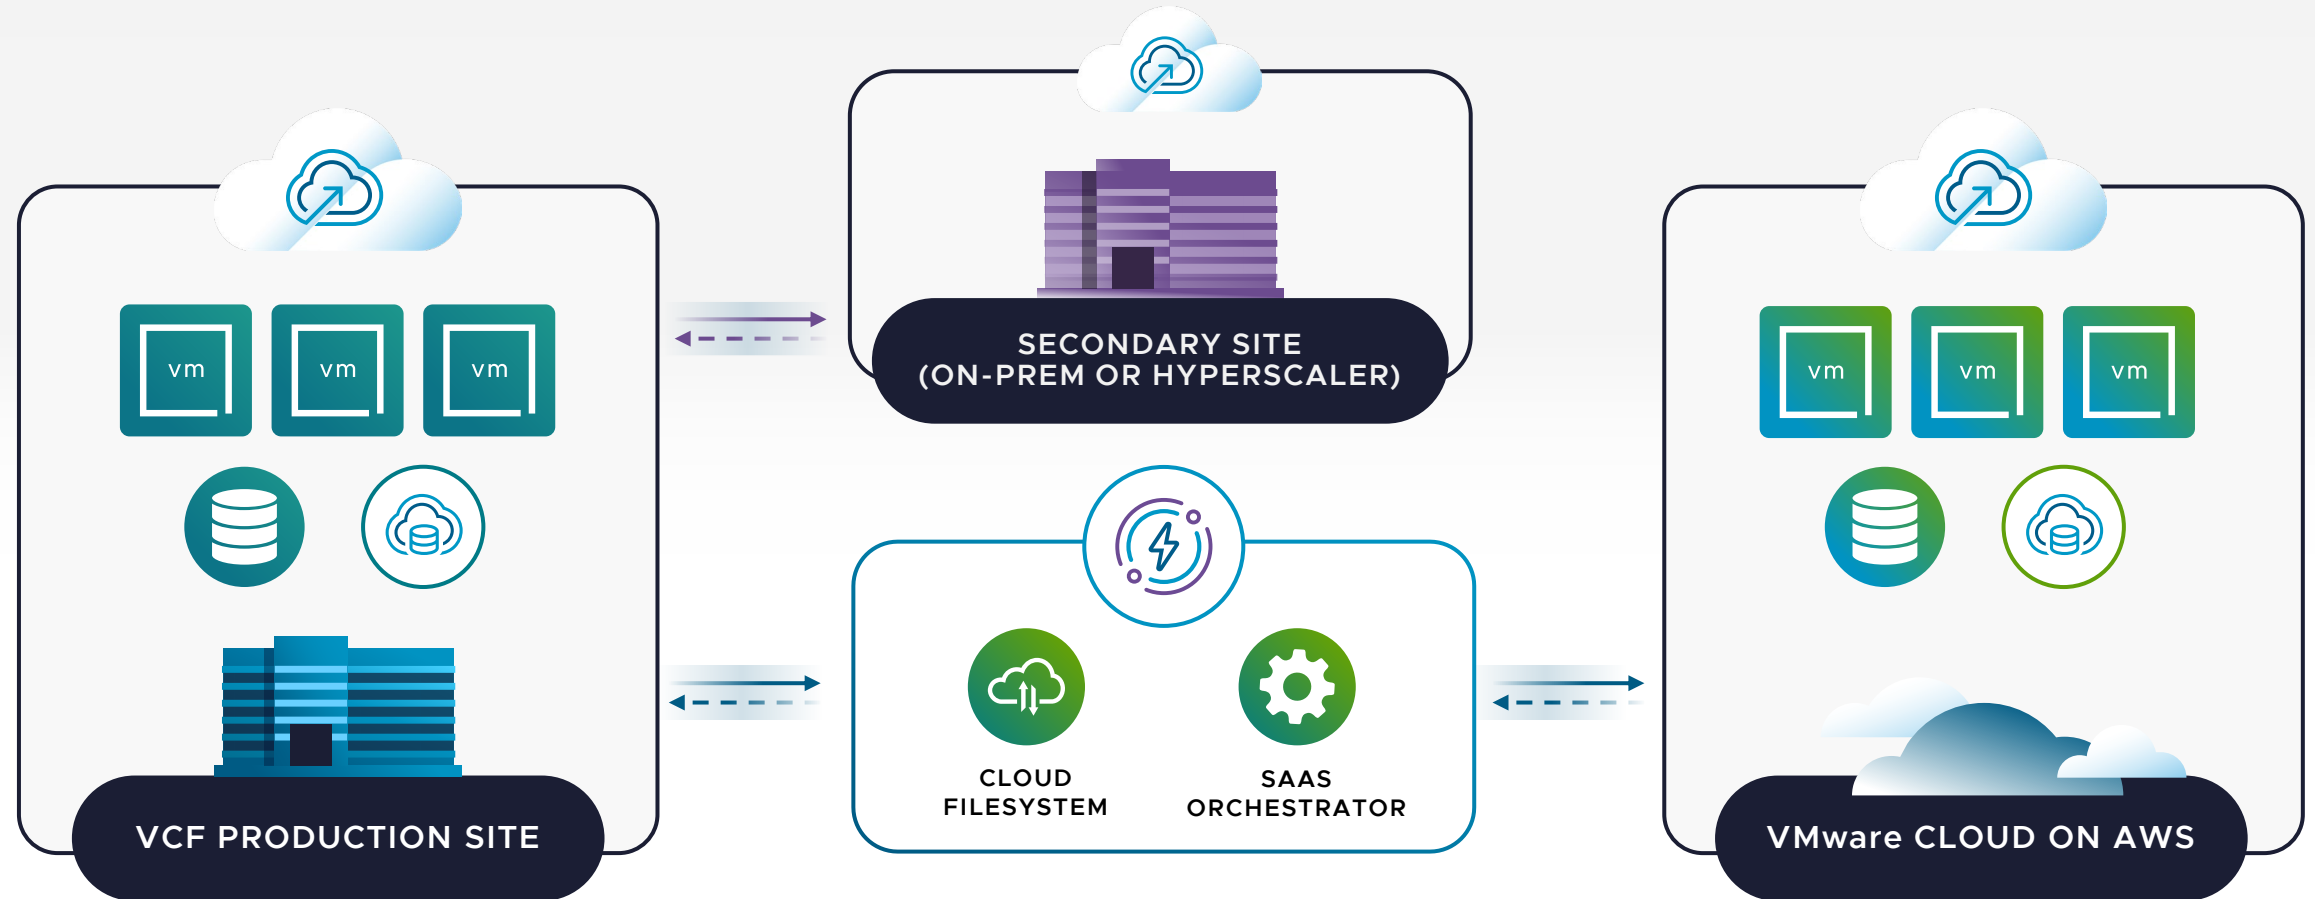 vm
vm
vm
VCF PRODUCTION SITE
SECONDARY SITE
(ON-PREM OR HYPERSCALER)
CLOUD
FILESYSTEM
SAAS
ORCHESTRATOR
vm
vm
vm
VMware CLOUD ON AWS